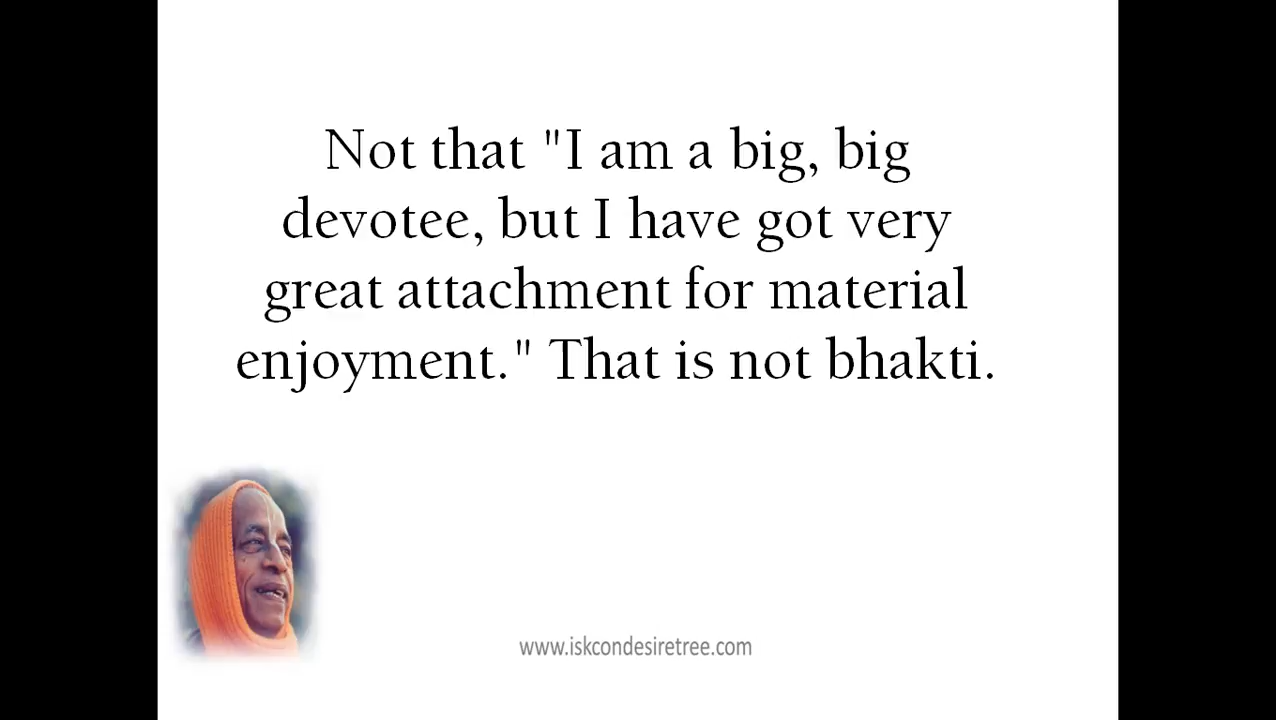 Not that "I am a big, big
devotee, but I have got very
great attachment for material
enjoyment." That is not bhakti.
www.iskcondesiretree.com